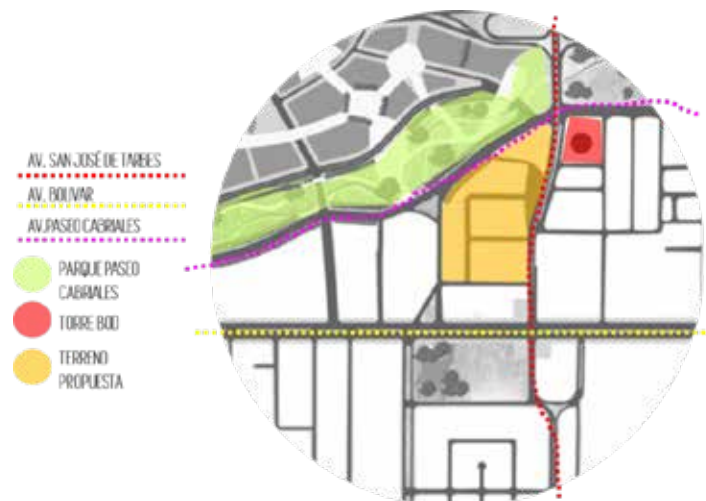 AV. SAN JOSÉ DE TARBES
AV. BOLIVAR
AV.PASEO CABRIALES
PARQUE PASEO
CABRIALES
TORRE BOD
TERRENO
PROPUESTA